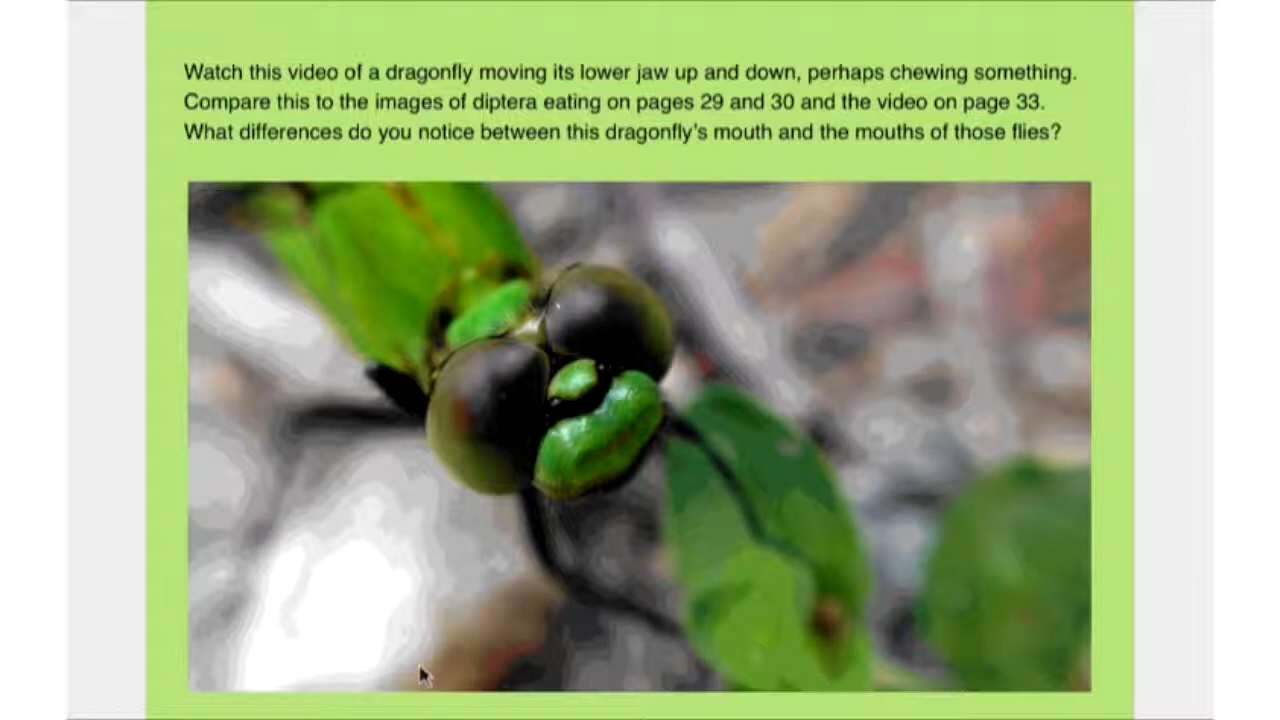 Watch this video of a dragonfly moving its lower jaw up and down, perhaps chewing something.
Compare this to the images of diptera eating on pages 29 and 30 and the video on page 33.
What differences do you notice between this dragonfly's mouth and the mouths of those flies?